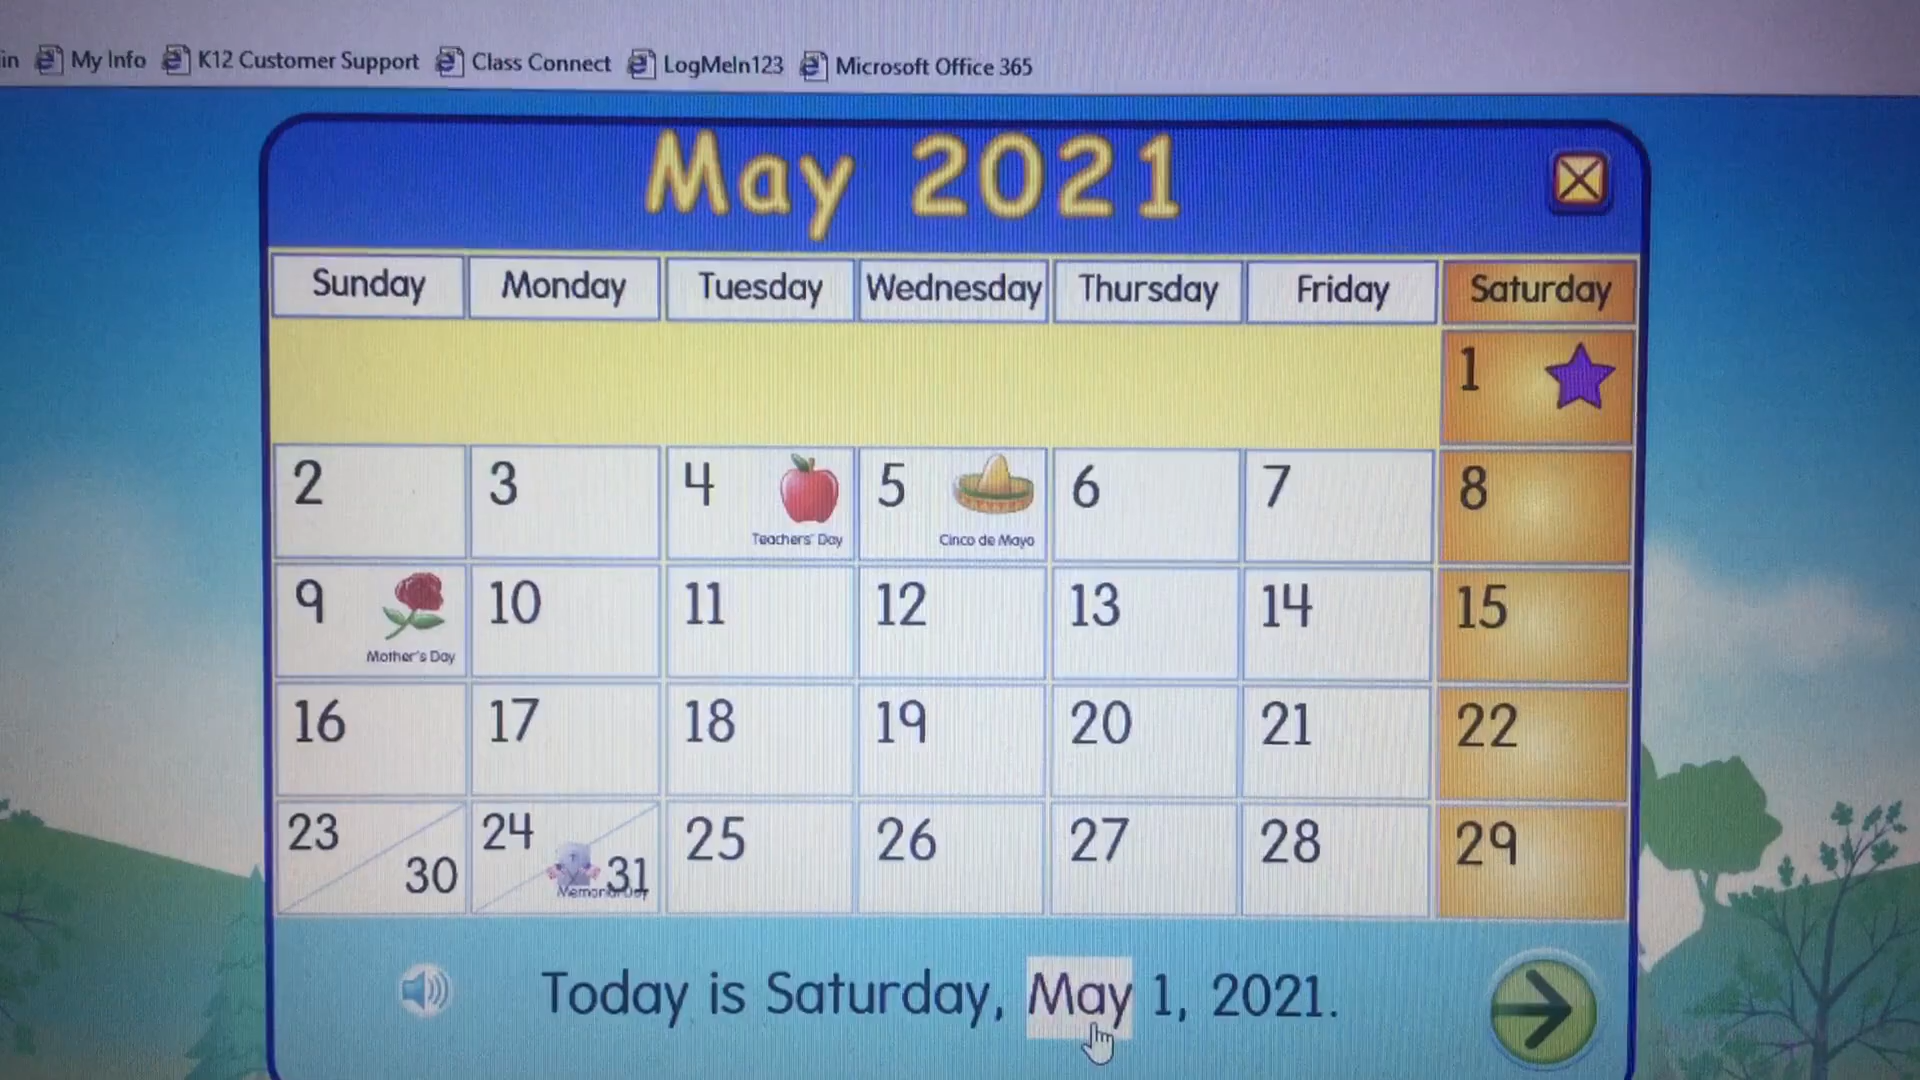 in My Info K12 Customer Support Class Connect LogMeIn123 Microsoft Office 365
May 2021
Sunday Monday Tuesday Wednesday Thursday Friday Saturday
1
2 3 4 5 6 7 8
Teachers' Day Cinco de Mayo
9 10 11 12 13 14 15
Mother's Day
16 17 18 19 20 21 22
23 30 24 31 25 26 27 28 29
Memorial Day
Today is Saturday, May 1, 2021.